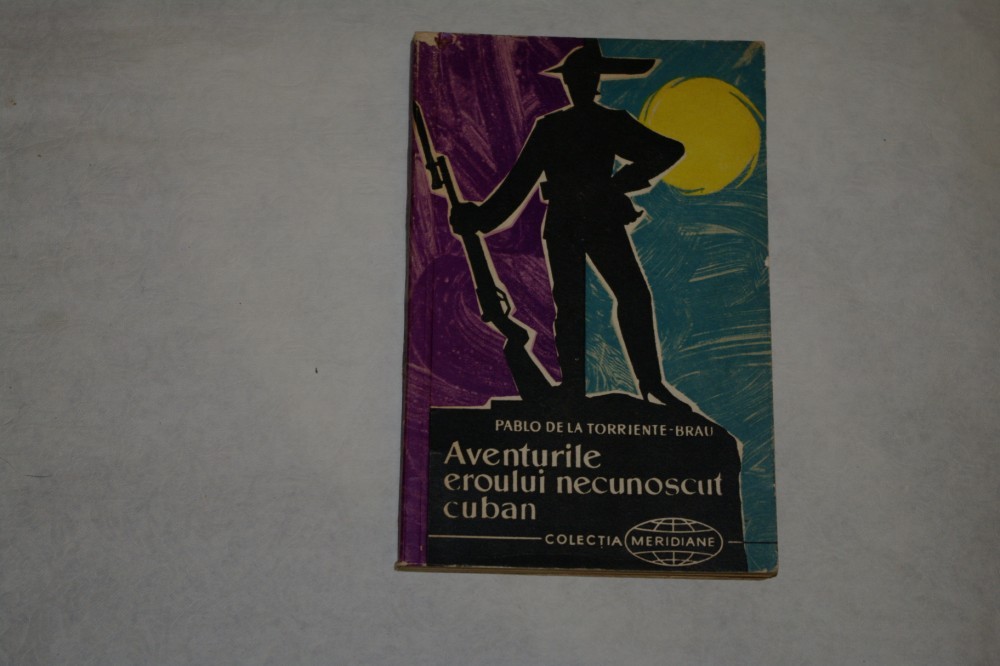 PABLO DE LA TORRIENTE-BRAU
Aventurile
eroului necunoscut
cuban
COLECȚIA MERIDIANE